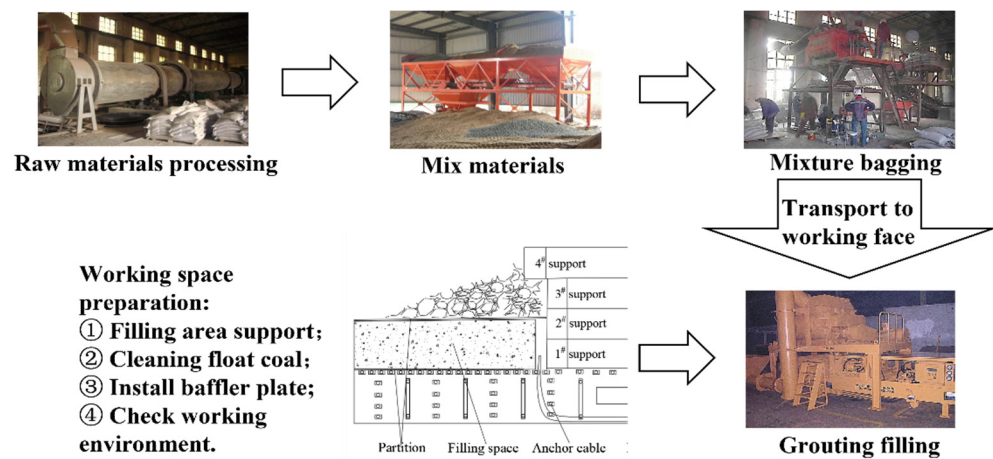 Raw materials processing
Mix materials
Mixture bagging
Transport to
working face
Working space
preparation:
① Filling area support;
② Cleaning float coal;
③ Install baffler plate;
④ Check working
environment.
4# support
3# support
2# support
1# support
Partition
Filling space
Anchor cable
Grouting filling